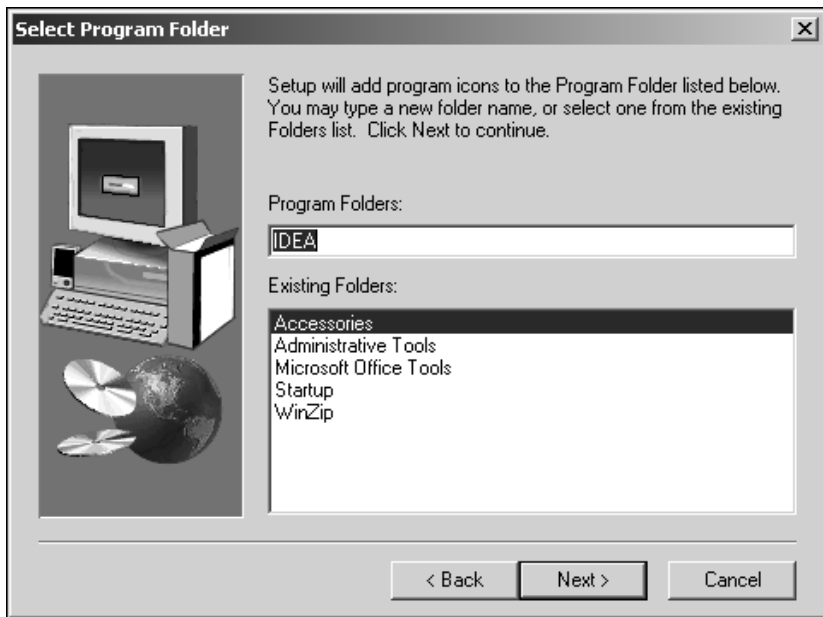 Select Program Folder
Setup will add program icons to the Program Folder listed below.
You may type a new folder name, or select one from the existing
Folders list. Click Next to continue.
Program Folders:
IDEA
Existing Folders:
Accessories
Administrative Tools
Microsoft Office Tools
Startup
WinZip
< Back
Next >
Cancel